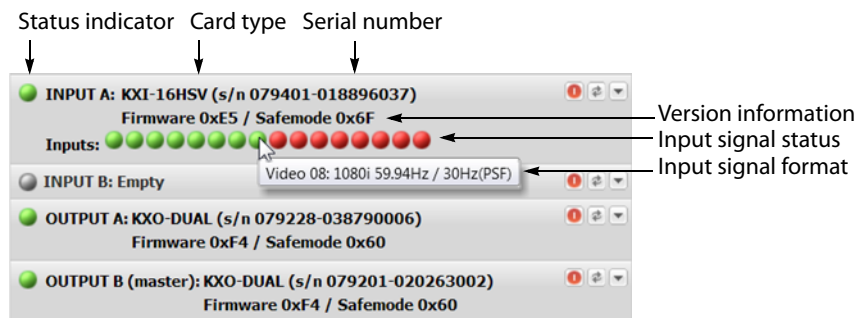 Status indicator Card type Serial number
INPUT A: KXI-16HSV (s/n 079401-018896037)
Firmware 0xE5 / Safemode 0x6F
Version information
Inputs:
Input signal status
Video 08: 1080i 59.94Hz / 30Hz(PSF)
Input signal format
INPUT B: Empty
OUTPUT A: KXO-DUAL (s/n 079228-038790006)
Firmware 0xF4 / Safemode 0x60
OUTPUT B (master): KXO-DUAL (s/n 079201-020263002)
Firmware 0xF4 / Safemode 0x60